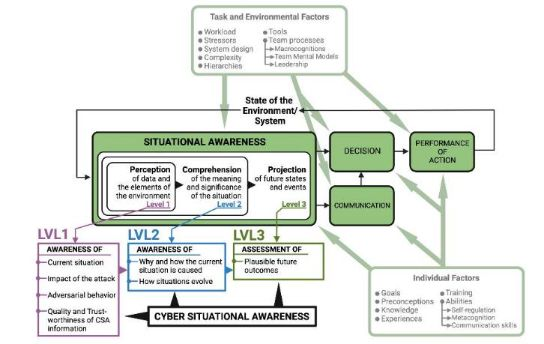 Task and Environmental Factors
Workload
Stressors
System design
Complexity
Hierarchies
Tools
Team processes
Macrocognitions
Team Mental Models
Leadership
State of the
Environment/
System
SITUATIONAL AWARENESS
Perception
of data and
the elements of
the environment
Level 1
Comprehension
of the meaning
and significance
of the situation
Level 2
Projection
of future states
and events
Level 3
DECISION
PERFORMANCE
OF
ACTION
COMMUNICATION
LVL1
AWARENESS OF
Current situation
Impact of the attack
Adversarial behavior
Quality and Trust-
worthiness of CSA
information
LVL2
AWARENESS OF
Why and how the current
situation is caused
How situations evolve
LVL3
ASSESSMENT OF
Plausible future
outcomes
CYBER SITUATIONAL AWARENESS
Individual Factors
Goals
Preconceptions
Knowledge
Experiences
Training
Abilities
Self-regulation
Metacognition
Communication skills